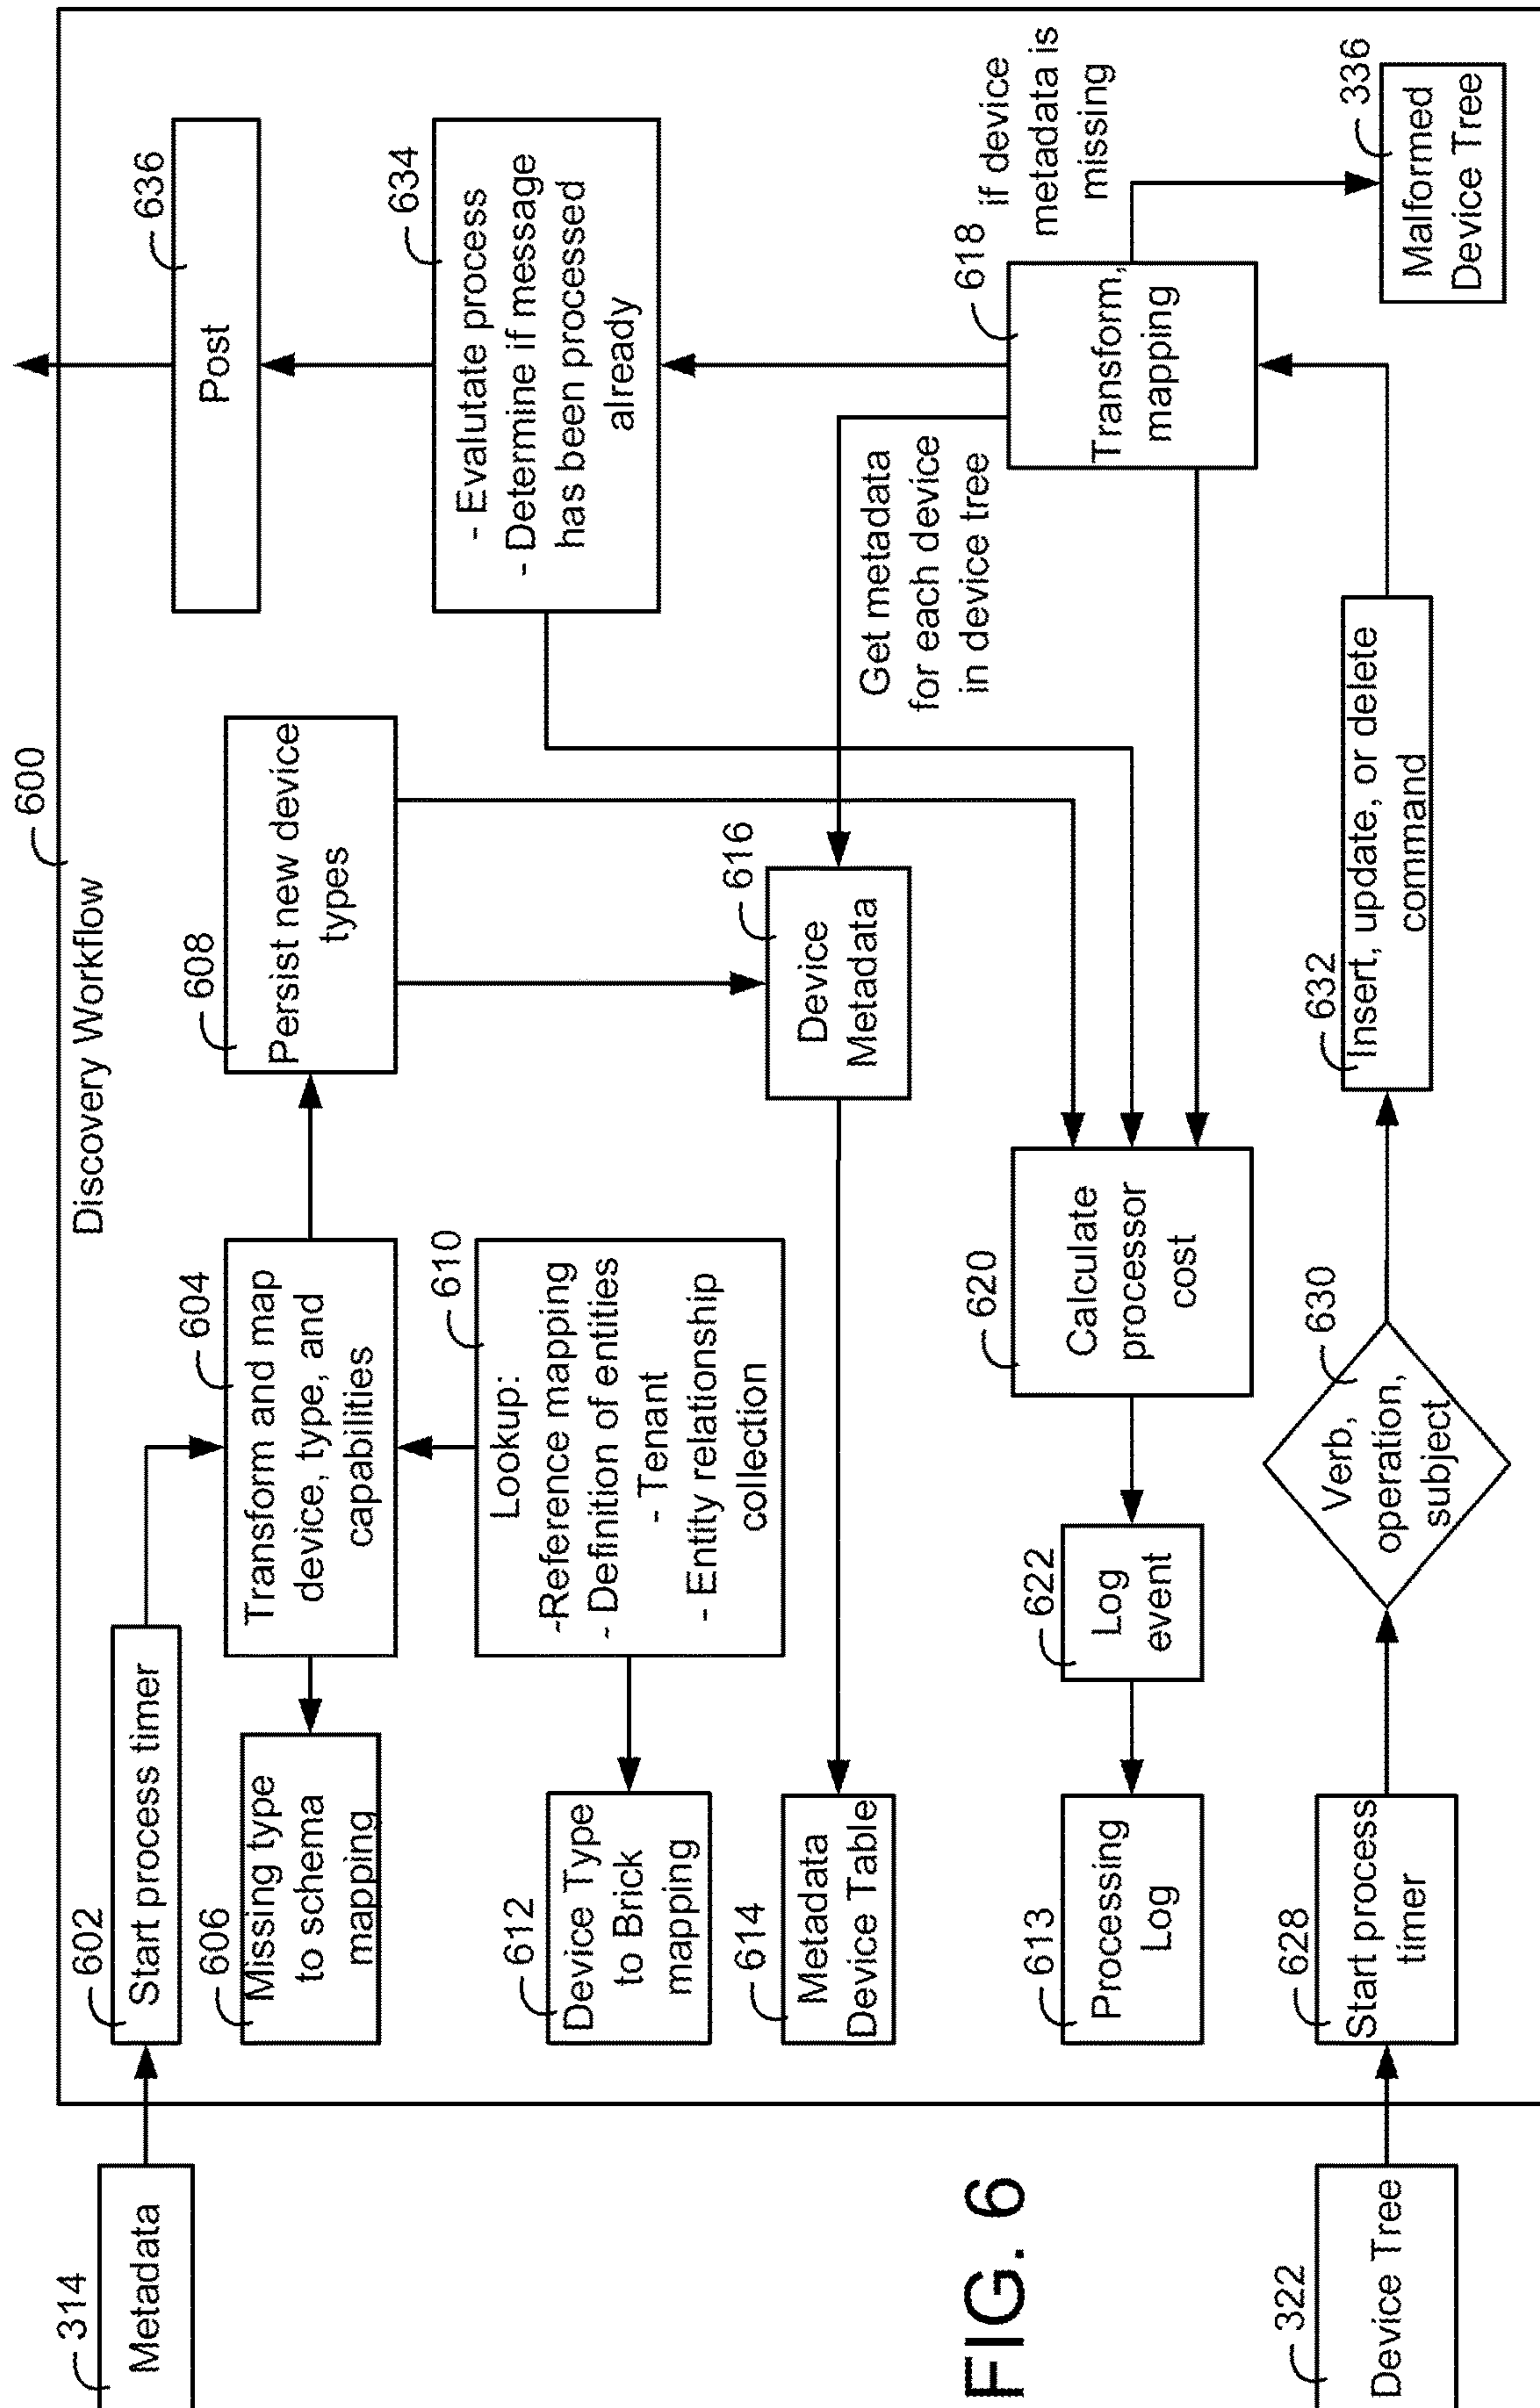 600
Discovery Workflow
314
Metadata
602
Start process timer
604
Transform and map
device, type, and
capabilities
606
Missing type
to schema
mapping
608
Persist new device
types
610
Lookup:
-Reference mapping
- Definition of entities
- Tenant
- Entity relationship
collection
612
Device Type
to Brick
mapping
614
Metadata
Device Table
616
Device
Metadata
636
Post
634
- Evalutate process
- Determine if message
has been processed
already
Get metadata
for each device
in device tree
618
Transform,
mapping
if device
metadata is
missing
336
Malformed
Device Tree
620
Calculate
processor
cost
622
Log
event
613
Processing
Log
322
Device Tree
628
Start process
timer
630
Verb,
operation,
subject
632
Insert, update, or delete
command
FIG. 6